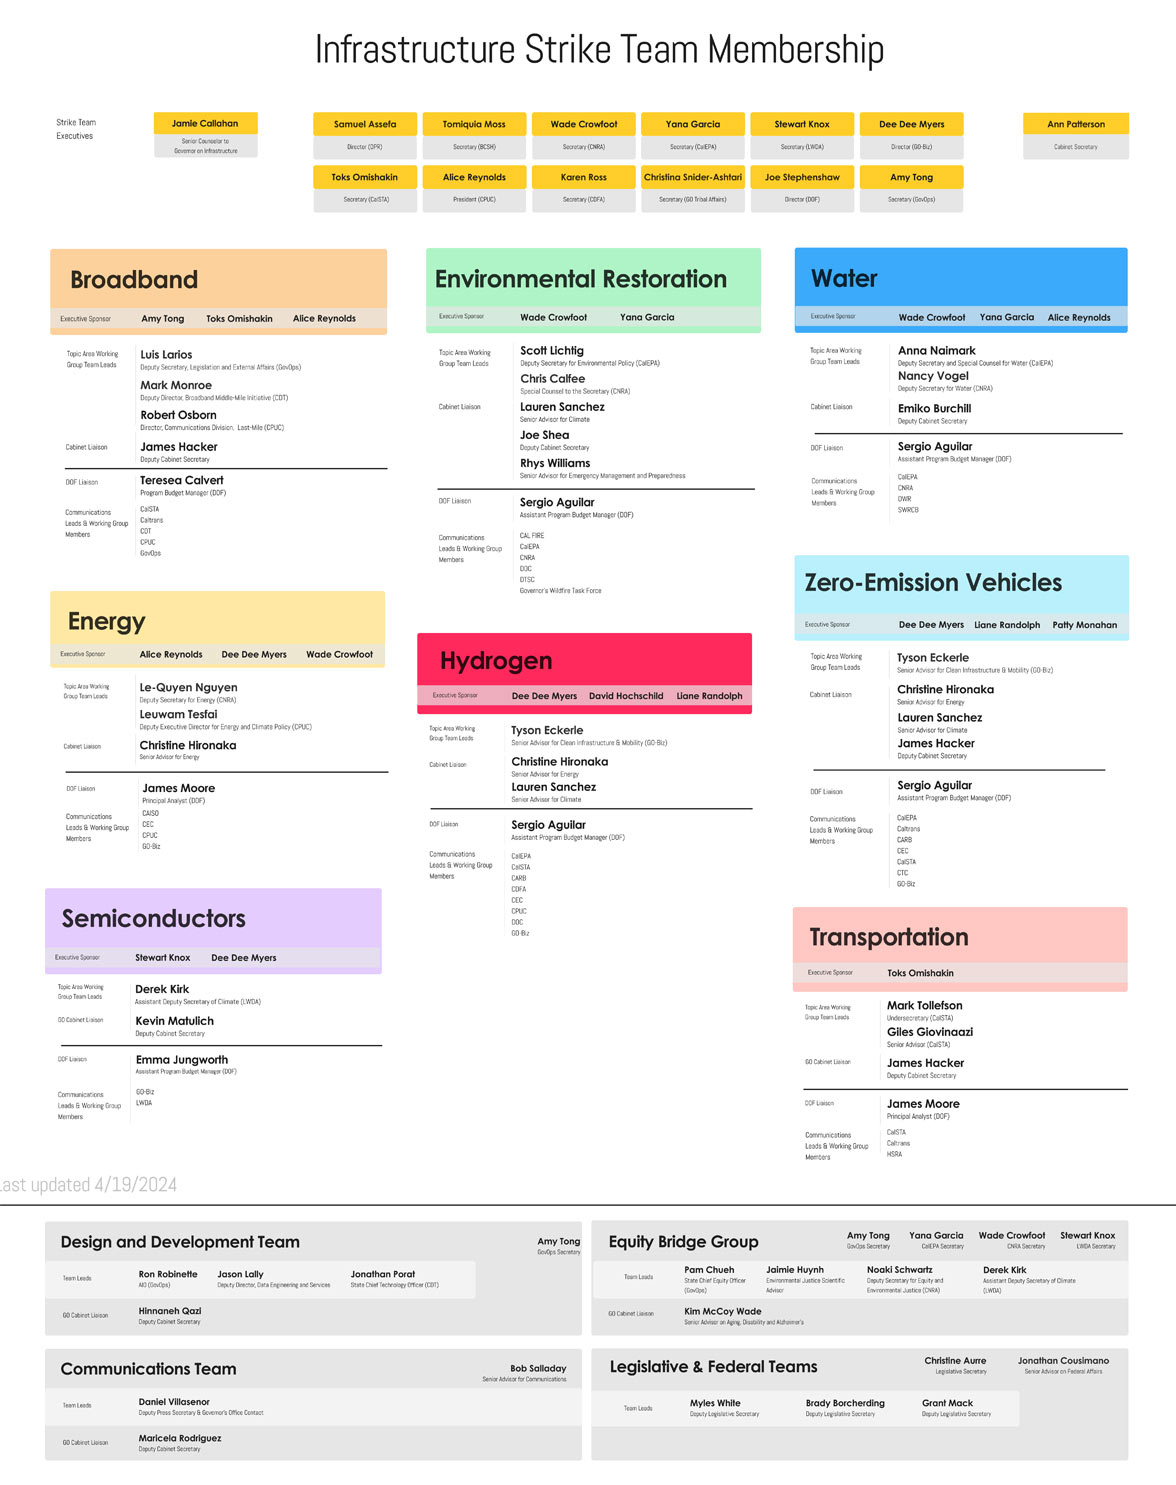 Infrastructure Strike Team Membership
Strike Team
Executives
Jamie Callahan
Senior Counselor to
Governor on Infrastructure
Samuel Assefa
Director (OPR)
Tomiquia Moss
Secretary (BCSH)
Wade Crowfoot
Secretary (CNRA)
Yana Garcia
Secretary (CalEPA)
Stewart Knox
Secretary (LWDA)
Dee Dee Myers
Director (GO-Biz)
Ann Patterson
Cabinet Secretary
Toks Omishakin
Secretary (CalSTA)
Alice Reynolds
President (CPUC)
Karen Ross
Secretary (CDFA)
Christina Snider-Ashtari
Secretary (GO Tribal Affairs)
Joe Stephenshaw
Director (DOF)
Amy Tong
Secretary (GovOps)
Broadband
Executive Sponsor Amy Tong Toks Omishakin Alice Reynolds
Topic Area Working
Group Team Leads
Luis Larios
Deputy Secretary, Legislation and External Affairs (GovOps)
Mark Monroe
Deputy Director, Broadband Middle-Mile Initiative (CDT)
Robert Osborn
Director, Communications Division, Last-Mile (CPUC)
Cabinet Liaison
James Hacker
Deputy Cabinet Secretary
DOF Liaison
Teresea Calvert
Program Budget Manager (DOF)
Communications
Leads & Working Group
Members
CalSTA
Caltrans
CDT
CPUC
GovOps
Energy
Executive Sponsor Alice Reynolds Dee Dee Myers Wade Crowfoot
Topic Area Working
Group Team Leads
Le-Quyen Nguyen
Deputy Secretary for Energy (CNRA)
Leuwam Tesfai
Deputy Executive Director for Energy and Climate Policy (CPUC)
Cabinet Liaison
Christine Hironaka
Senior Advisor for Energy
DOF Liaison
James Moore
Principal Analyst (DOF)
Communications
Leads & Working Group
Members
CAISO
CEC
CPUC
GO-Biz
Semiconductors
Executive Sponsor Stewart Knox Dee Dee Myers
Topic Area Working
Group Team Leads
Derek Kirk
Assistant Deputy Secretary of Climate (LWDA)
GO Cabinet Liaison
Kevin Matulich
Deputy Cabinet Secretary
DOF Liaison
Emma Jungworth
Assistant Program Budget Manager (DOF)
Communications
Leads & Working Group
Members
GO-Biz
LWDA
Environmental Restoration
Executive Sponsor Wade Crowfoot Yana Garcia
Topic Area Working
Group Team Leads
Scott Lichtig
Deputy Secretary for Environmental Policy (CalEPA)
Chris Calfee
Special Counsel to the Secretary (CNRA)
Cabinet Liaison
Lauren Sanchez
Senior Advisor for Climate
Joe Shea
Deputy Cabinet Secretary
Rhys Williams
Senior Advisor for Emergency Management and Preparedness
DOF Liaison
Sergio Aguilar
Assistant Program Budget Manager (DOF)
Communications
Leads & Working Group
Members
CAL FIRE
CalEPA
CNRA
DOC
DTSC
Governor's Wildfire Task Force
Hydrogen
Executive Sponsor Dee Dee Myers David Hochschild Liane Randolph
Topic Area Working
Group Team Leads
Tyson Eckerle
Senior Advisor for Clean Infrastructure & Mobility (GO-Biz)
Cabinet Liaison
Christine Hironaka
Senior Advisor for Energy
Lauren Sanchez
Senior Advisor for Climate
DOF Liaison
Sergio Aguilar
Assistant Program Budget Manager (DOF)
Communications
Leads & Working Group
Members
CalEPA
CalSTA
CARB
CDFA
CEC
CPUC
DOC
GO-Biz
Water
Executive Sponsor Wade Crowfoot Yana Garcia Alice Reynolds
Topic Area Working
Group Team Leads
Anna Naimark
Deputy Secretary and Special Counsel for Water (CalEPA)
Nancy Vogel
Deputy Secretary for Water (CNRA)
Cabinet Liaison
Emiko Burchill
Deputy Cabinet Secretary
DOF Liaison
Sergio Aguilar
Assistant Program Budget Manager (DOF)
Communications
Leads & Working Group
Members
CalEPA
CNRA
DWR
SWRCB
Zero-Emission Vehicles
Executive Sponsor Dee Dee Myers Liane Randolph Patty Monahan
Topic Area Working
Group Team Leads
Tyson Eckerle
Senior Advisor for Clean Infrastructure & Mobility (GO-Biz)
Cabinet Liaison
Christine Hironaka
Senior Advisor for Energy
Lauren Sanchez
Senior Advisor for Climate
James Hacker
Deputy Cabinet Secretary
DOF Liaison
Sergio Aguilar
Assistant Program Budget Manager (DOF)
Communications
Leads & Working Group
Members
CalEPA
Caltrans
CARB
CEC
CalSTA
CTC
GO-Biz
Transportation
Executive Sponsor Toks Omishakin
Topic Area Working
Group Team Leads
Mark Tollefson
Undersecretary (CalSTA)
Giles Giovinaazi
Senior Advisor (CalSTA)
GO Cabinet Liaison
James Hacker
Deputy Cabinet Secretary
DOF Liaison
James Moore
Principal Analyst (DOF)
Communications
Leads & Working Group
Members
CalSTA
Caltrans
HSRA
Last updated 4/19/2024
Design and Development Team
Amy Tong
GovOps Secretary
Team Leads
Ron Robinette
AIO (GovOps)
Jason Lally
Deputy Director, Data Engineering and Services
Jonathan Porat
State Chief Technology Officer (CDT)
GO Cabinet Liaison
Hinnaneh Qazi
Deputy Cabinet Secretary
Equity Bridge Group
Amy Tong
GovOps Secretary
Yana Garcia
CalEPA Secretary
Wade Crowfoot
CNRA Secretary
Stewart Knox
LWDA Secretary
Team Leads
Pam Chueh
State Chief Equity Officer
(GovOps)
Jaimie Huynh
Environmental Justice Scientific
Advisor
Noaki Schwartz
Deputy Secretary for Equity and
Environmental Justice (CNRA)
Derek Kirk
Assistant Deputy Secretary of Climate
(LWDA)
GO Cabinet Liaison
Kim McCoy Wade
Senior Advisor on Aging, Disability and Alzheimer's
Communications Team
Bob Salladay
Senior Advisor for Communications
Team Leads
Daniel Villasenor
Deputy Press Secretary & Governor's Office Contact
GO Cabinet Liaison
Maricela Rodriguez
Deputy Cabinet Secretary
Legislative & Federal Teams
Christine Aurre
Legislative Secretary
Jonathan Cousimano
Senior Advisor on Federal Affairs
Team Leads
Myles White
Deputy Legislative Secretary
Brady Borcherding
Deputy Legislative Secretary
Grant Mack
Deputy Legislative Secretary